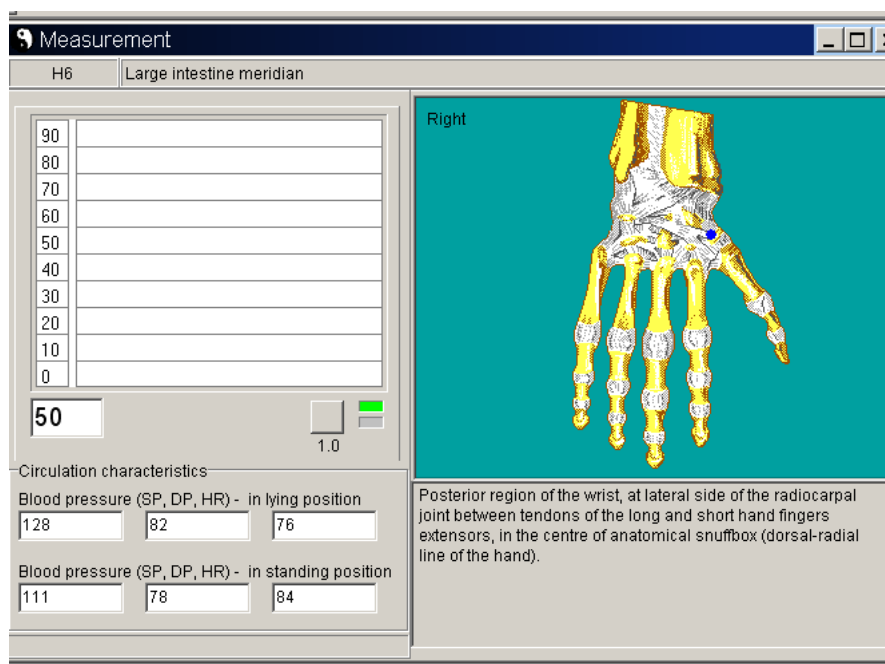 Measurement
H6 Large intestine meridian
90
80
70
60
50
40
30
20
10
0
50
1.0
Circulation characteristics
Blood pressure (SP, DP, HR) - in lying position
128 82 76
Blood pressure (SP, DP, HR) - in standing position
111 78 84
Right
Posterior region of the wrist, at lateral side of the radiocarpal
joint between tendons of the long and short hand fingers
extensors, in the centre of anatomical snuffbox (dorsal-radial
line of the hand).